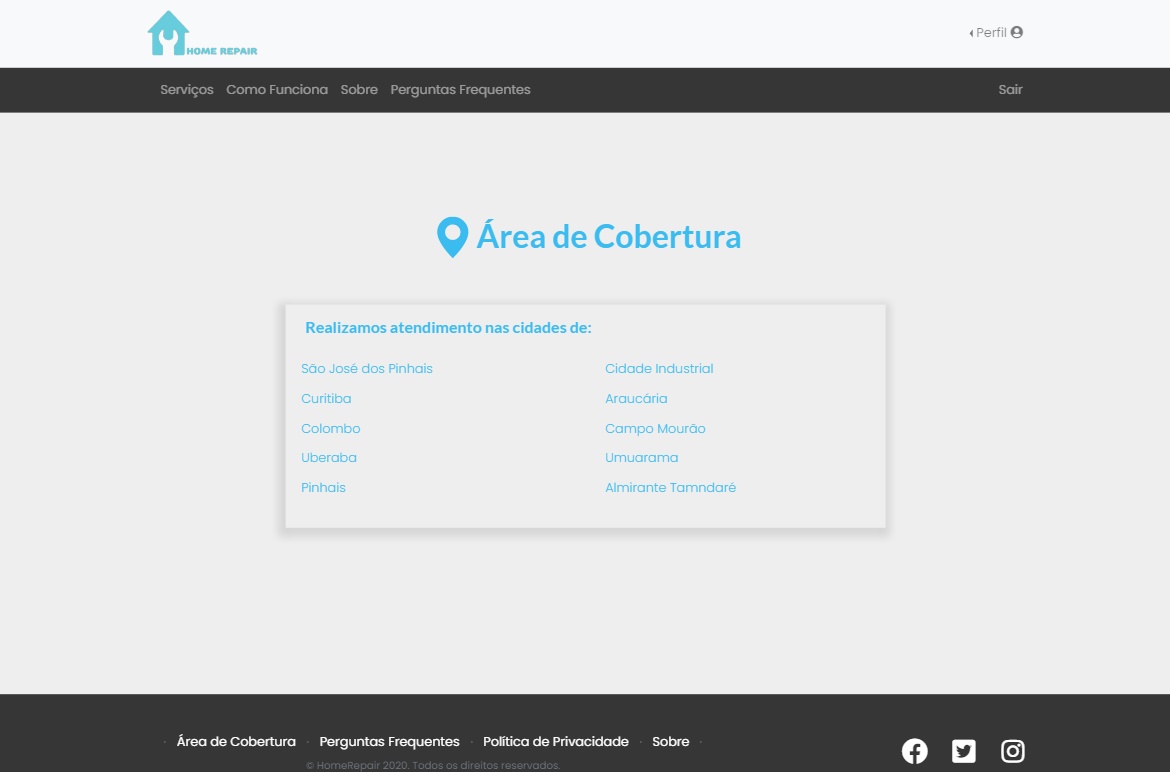 HOME REPAIR
Perfil
Serviços Como Funciona Sobre Perguntas Frequentes Sair
Área de Cobertura
Realizamos atendimento nas cidades de:
São José dos Pinhais Cidade Industrial
Curitiba Araucária
Colombo Campo Mourão
Uberaba Umuarama
Pinhais Almirante Tamndaré
· Área de Cobertura · Perguntas Frequentes · Política de Privacidade · Sobre ·
© HomeRepair 2020. Todos os direitos reservados.